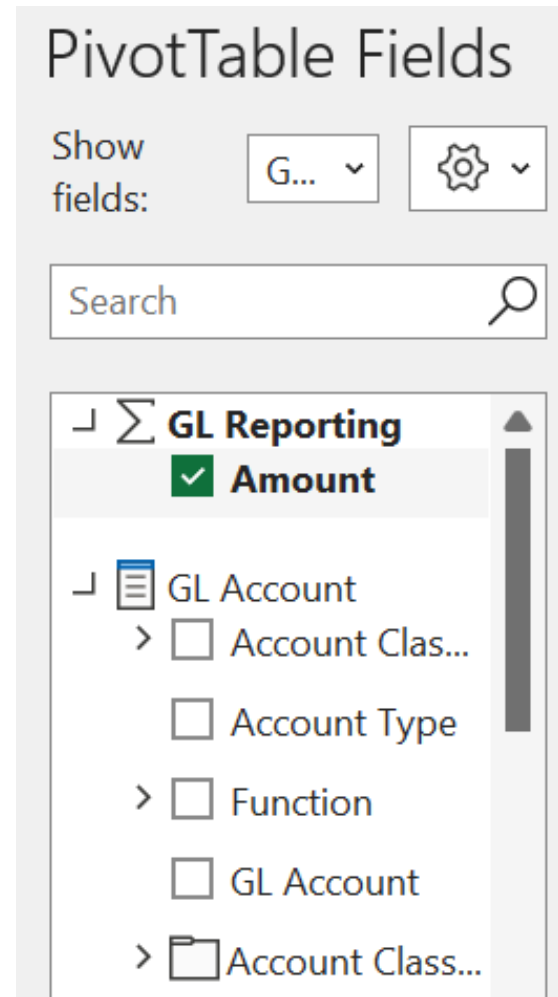 PivotTable Fields
Show
fields:
G...
Search
GL Reporting
Amount
GL Account
Account Clas...
Account Type
Function
GL Account
Account Class...